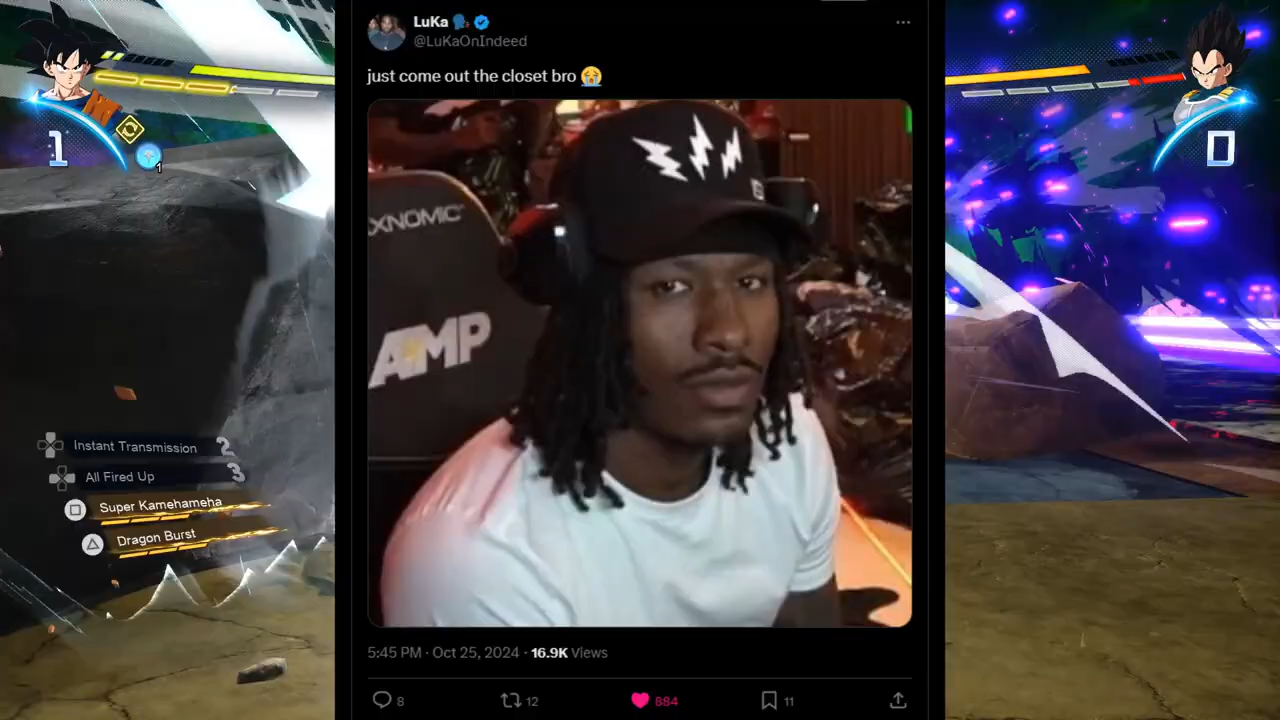 LuKa
@LuKaOnIndeed
just come out the closet bro
XNOMIC
AMP
5:45 PM · Oct 25, 2024 · 16.9K Views
8
12
884
11
1
1
0
Instant Transmission 2
All Fired Up 3
Super Kamehameha
Dragon Burst